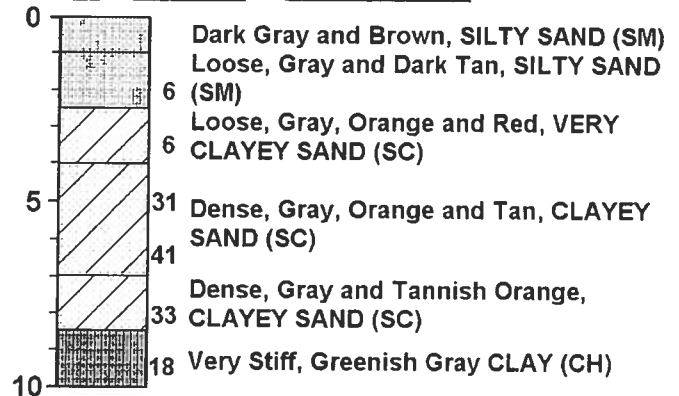 0
Dark Gray and Brown, SILTY SAND (SM)
Loose, Gray and Dark Tan, SILTY SAND
6 (SM)
Loose, Gray, Orange and Red, VERY
6 CLAYEY SAND (SC)
5
31 Dense, Gray, Orange and Tan, CLAYEY
SAND (SC)
41
Dense, Gray and Tannish Orange,
33 CLAYEY SAND (SC)
18 Very Stiff, Greenish Gray CLAY (CH)
10